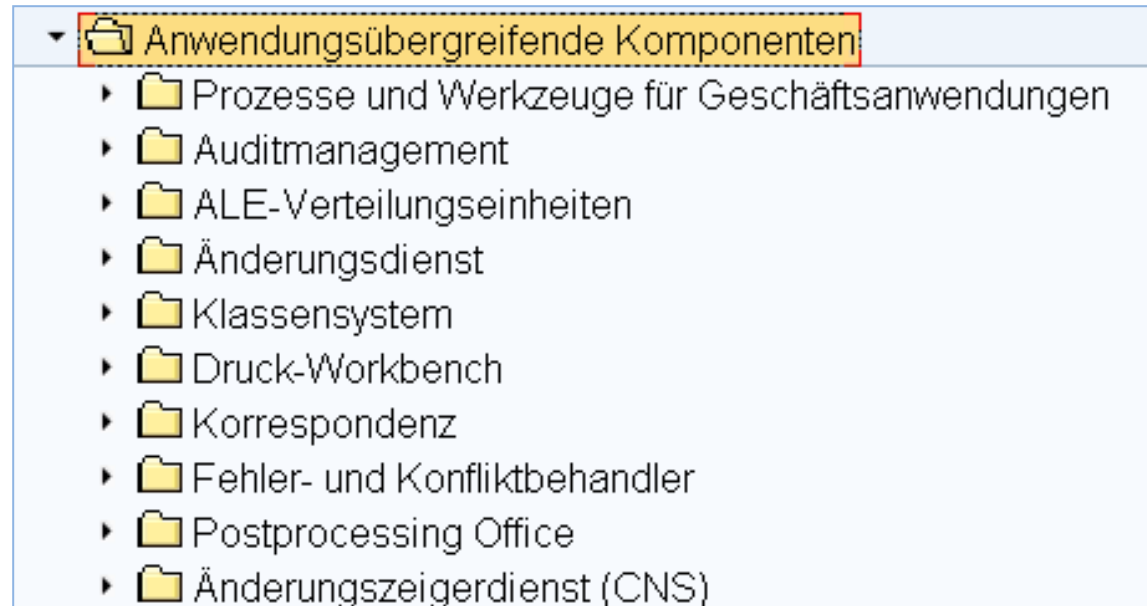 Anwendungsübergreifende Komponenten
Prozesse und Werkzeuge für Geschäftsanwendungen
Auditmanagement
ALE-Verteilungseinheiten
Änderungsdienst
Klassensystem
Druck-Workbench
Korrespondenz
Fehler- und Konfliktbehandler
Postprocessing Office
Änderungszeigerdienst (CNS)